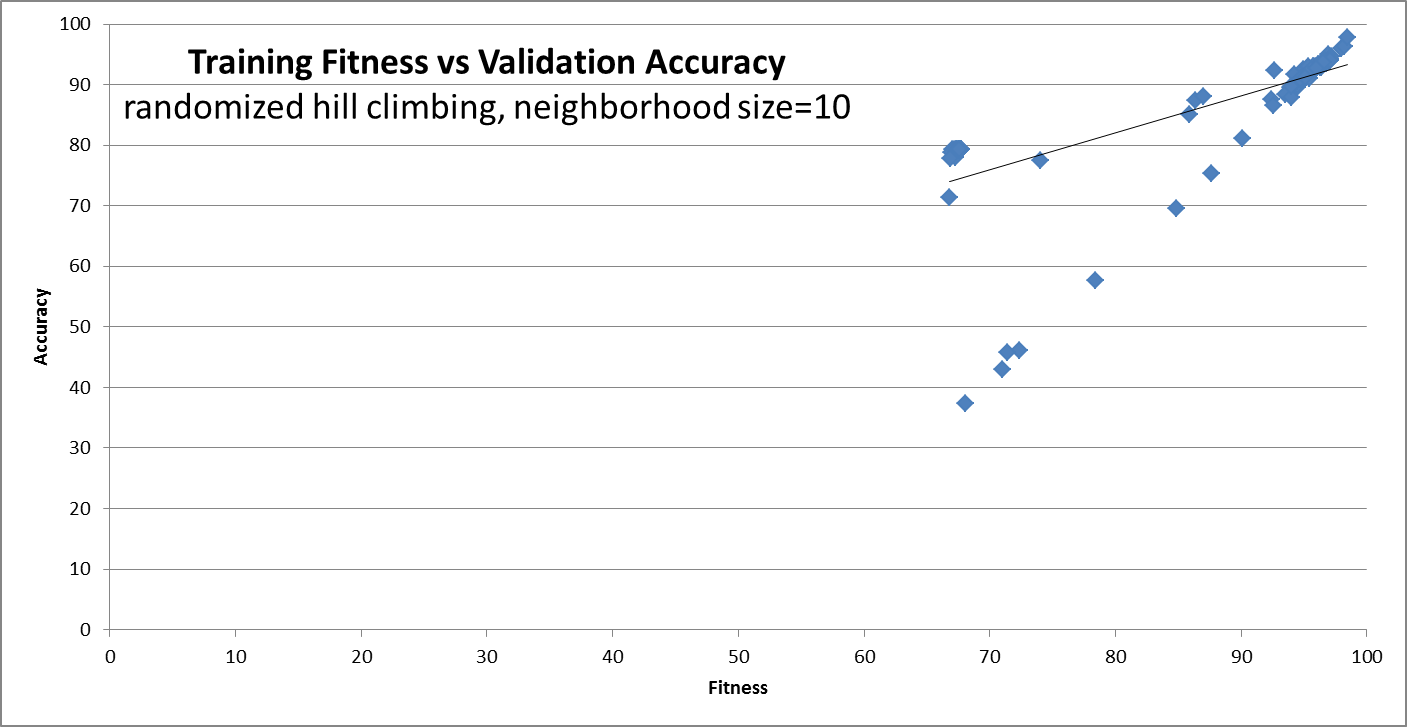 Training Fitness vs Validation Accuracy
randomized hill climbing, neighborhood size=10
100
90
80
70
60
50
40
30
20
10
0
Accuracy
0 10 20 30 40 50 60 70 80 90 100
Fitness